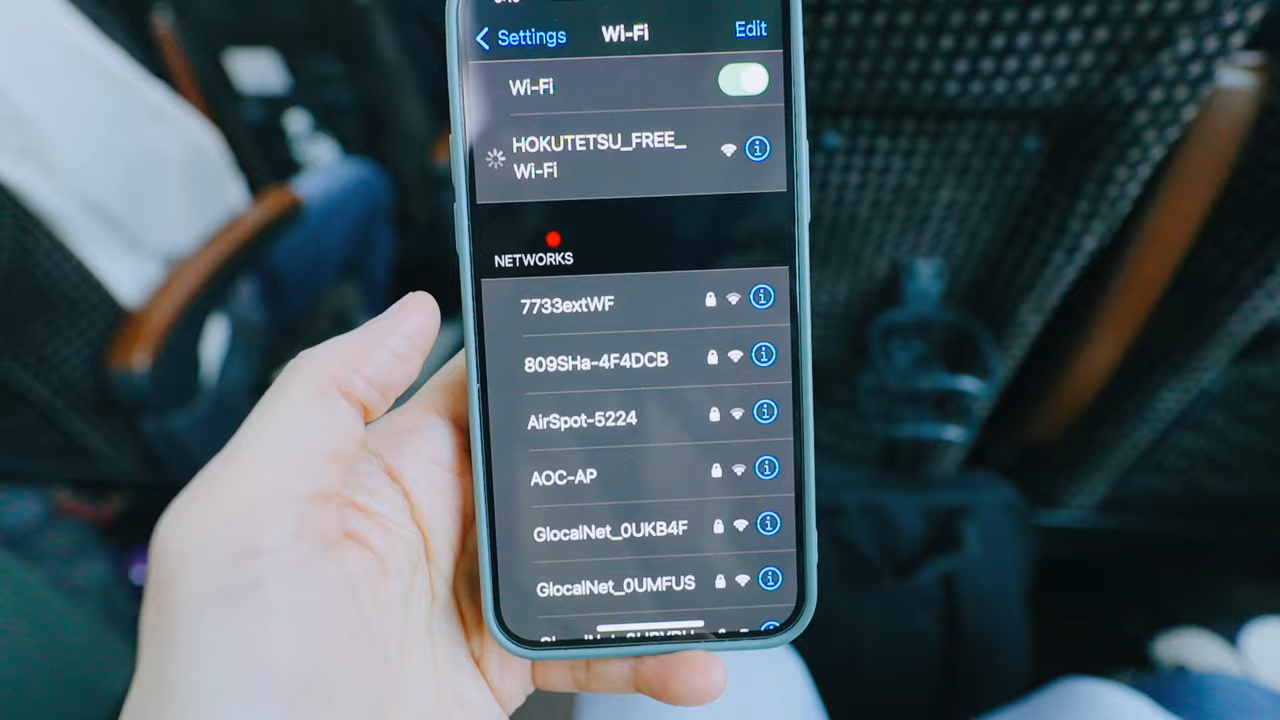 Settings
Wi-Fi
Edit
Wi-Fi
HOKUTETSU_FREE_
Wi-Fi
NETWORKS
7733extWF
809SHa-4F4DCB
AirSpot-5224
AOC-AP
GlocalNet_0UKB4F
GlocalNet_0UMFUS